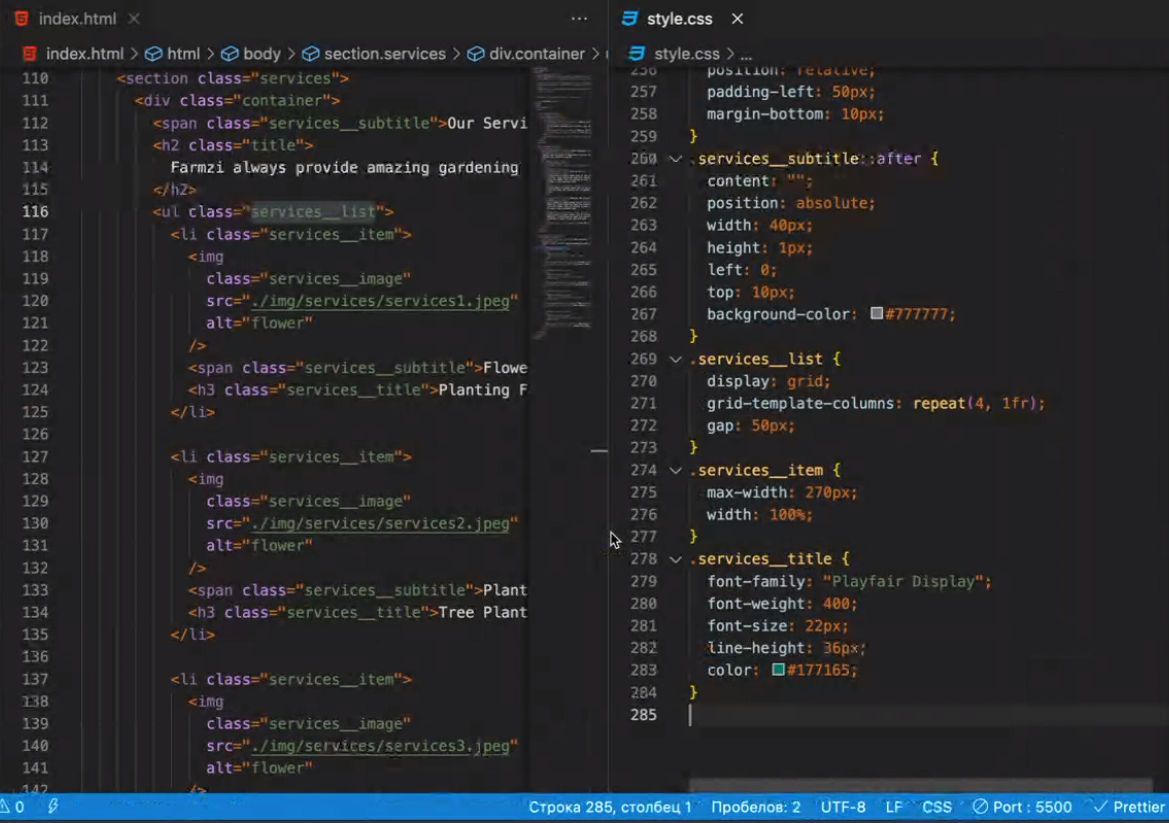 index.html
index.html > html > body > section.services > div.container >
110 <section class="services">
111 <div class="container">
112 <span class="services__subtitle">Our Servi
113 <h2 class="title">
114 Farmzi always provide amazing gardening
115 </h2>
116 <ul class="services__list">
117 <li class="services__item">
118 <img
119 class="services__image"
120 src="./img/services/services1.jpeg"
121 alt="flower"
122 />
123 <span class="services__subtitle">Flowe
124 <h3 class="services__title">Planting F
125 </li>
126
127 <li class="services__item">
128 <img
129 class="services__image"
130 src="./img/services/services2.jpeg"
131 alt="flower"
132 />
133 <span class="services__subtitle">Plant
134 <h3 class="services__title">Tree Plant
135 </li>
136
137 <li class="services__item">
138 <img
139 class="services__image"
140 src="./img/services/services3.jpeg"
141 alt="flower"
142 />
style.css
style.css > ...
256 position: relative;
257 padding-left: 50px;
258 margin-bottom: 10px;
259 }
260 .services__subtitle::after {
261 content: "";
262 position: absolute;
263 width: 40px;
264 height: 1px;
265 left: 0;
266 top: 10px;
267 background-color: #777777;
268 }
269 .services__list {
270 display: grid;
271 grid-template-columns: repeat(4, 1fr);
272 gap: 50px;
273 }
274 .services__item {
275 max-width: 270px;
276 width: 100%;
277 }
278 .services__title {
279 font-family: "Playfair Display";
280 font-weight: 400;
281 font-size: 22px;
282 line-height: 36px;
283 color: #177165;
284 }
285
0 Строка 285, столбец 1 Пробелов: 2 UTF-8 LF CSS Port : 5500 Prettier